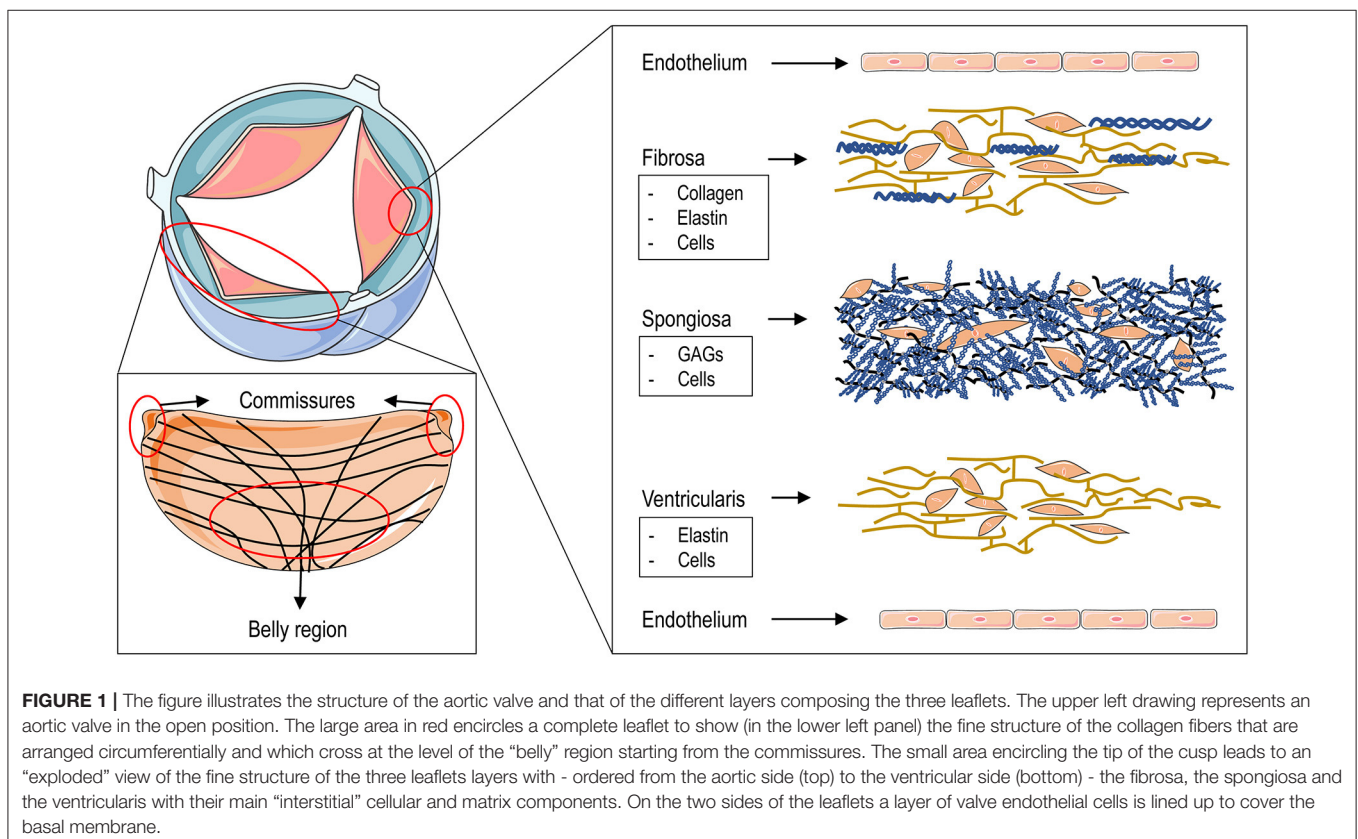 Endothelium
Fibrosa
- Collagen
- Elastin
- Cells
Spongiosa
- GAGs
- Cells
Commissures
Ventricularis
- Elastin
- Cells
Belly region
Endothelium
FIGURE 1 | The figure illustrates the structure of the aortic valve and that of the different layers composing the three leaflets. The upper left drawing represents an
aortic valve in the open position. The large area in red encircles a complete leaflet to show (in the lower left panel) the fine structure of the collagen fibers that are
arranged circumferentially and which cross at the level of the “belly” region starting from the commissures. The small area encircling the tip of the cusp leads to an
“exploded” view of the fine structure of the three leaflets layers with - ordered from the aortic side (top) to the ventricular side (bottom) - the fibrosa, the spongiosa and
the ventricularis with their main “interstitial” cellular and matrix components. On the two sides of the leaflets a layer of valve endothelial cells is lined up to cover the
basal membrane.